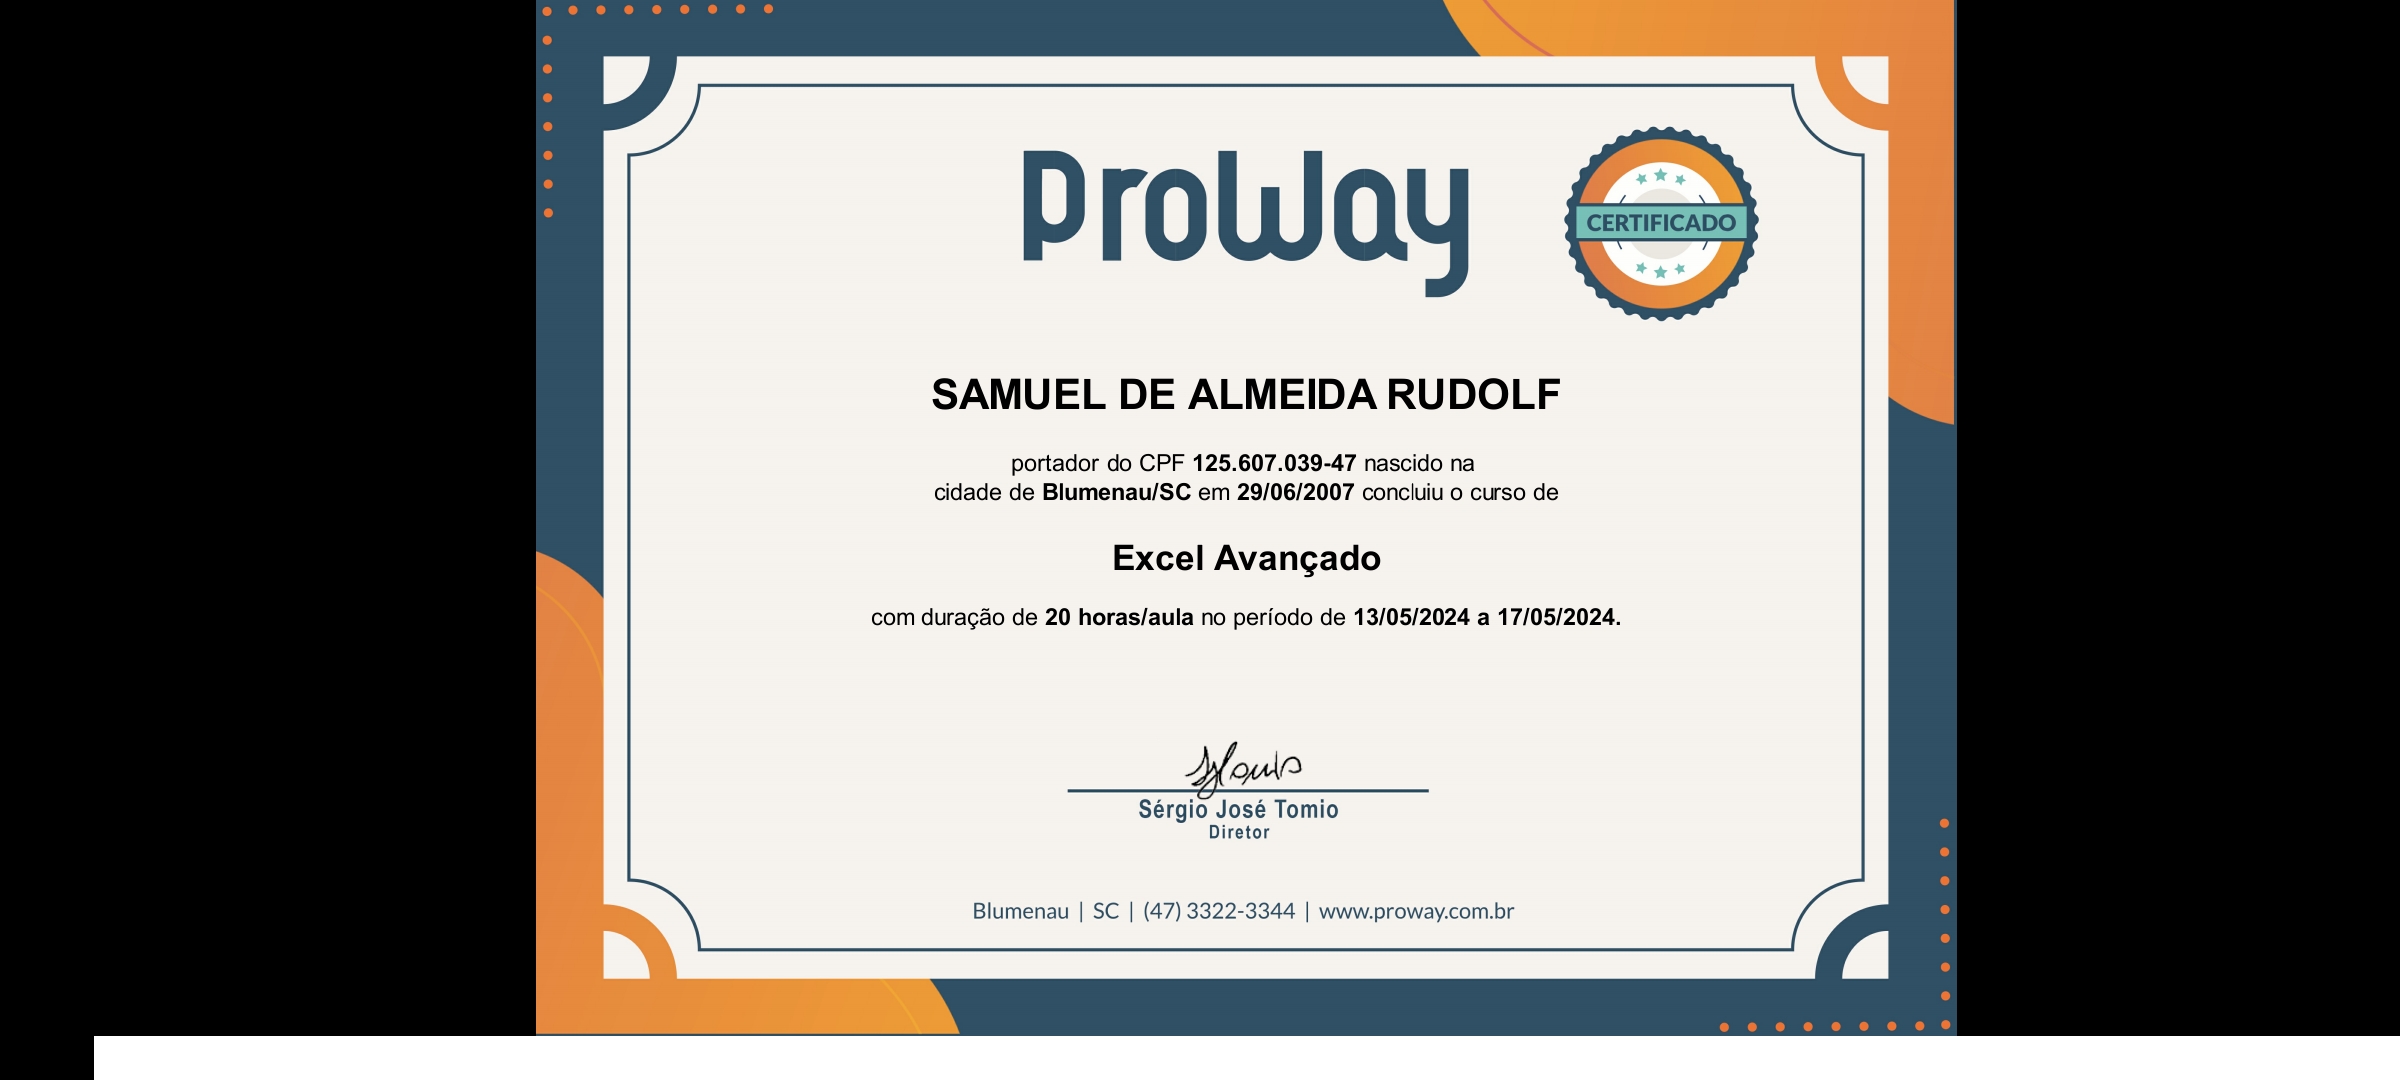 ProWay
CERTIFICADO
SAMUEL DE ALMEIDA RUDOLF
portador do CPF 125.607.039-47 nascido na
cidade de Blumenau/SC em 29/06/2007 concluiu o curso de
Excel Avançado
com duração de 20 horas/aula no período de 13/05/2024 a 17/05/2024.
Sérgio José Tomio
Diretor
Blumenau | SC | (47) 3322-3344 | www.proway.com.br